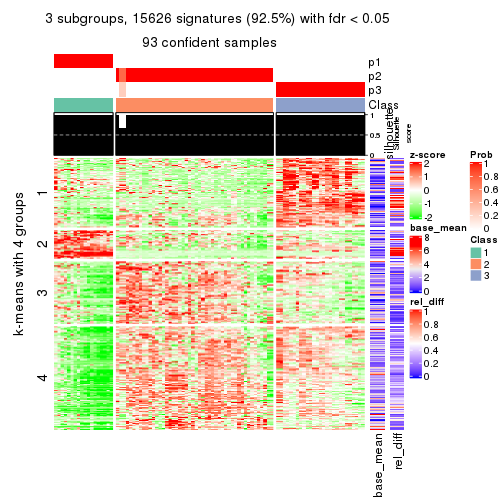 3 subgroups, 15626 signatures (92.5%) with fdr < 0.05
93 confident samples
p1
p2
p3
Class
silhouette
Silhouette
score
1
0.5
0
k-means with 4 groups
1
2
3
4
base_mean
rel_diff
z-score
2
1
0
-1
-2
base_mean
8
6
4
2
0
rel_diff
1
0.8
0.6
0.4
0.2
0
Prob
1
0.8
0.6
0.4
0.2
0
Class
1
2
3